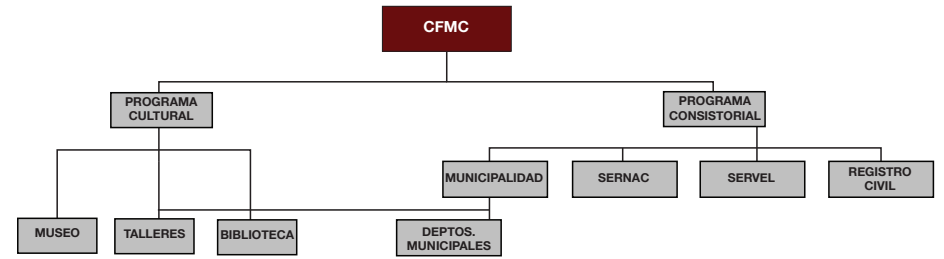 CFMC
PROGRAMA
CULTURAL
PROGRAMA
CONSISTORIAL
MUNICIPALIDAD
SERNAC
SERVEL
REGISTRO
CIVIL
MUSEO
TALLERES
BIBLIOTECA
DEPTOS.
MUNICIPALES